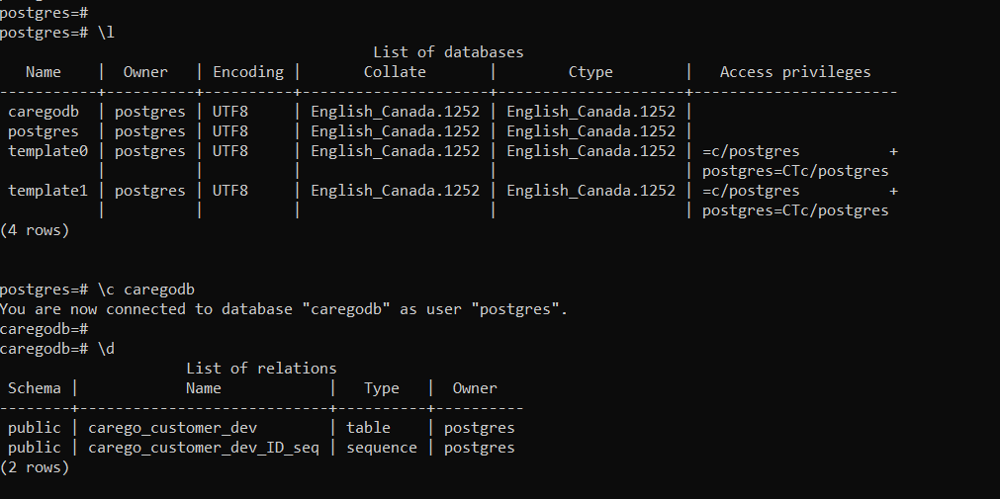 postgres=#
postgres=# \l
                                         List of databases
   Name    |  Owner   | Encoding |       Collate       |        Ctype        |   Access privileges
-----------+----------+----------+---------------------+---------------------+-----------------------
 caregodb  | postgres | UTF8     | English_Canada.1252 | English_Canada.1252 |
 postgres  | postgres | UTF8     | English_Canada.1252 | English_Canada.1252 |
 template0 | postgres | UTF8     | English_Canada.1252 | English_Canada.1252 | =c/postgres          +
           |          |          |                     |                     | postgres=CTc/postgres
 template1 | postgres | UTF8     | English_Canada.1252 | English_Canada.1252 | =c/postgres          +
           |          |          |                     |                     | postgres=CTc/postgres
(4 rows)
postgres=# \c caregodb
You are now connected to database "caregodb" as user "postgres".
caregodb=#
caregodb=# \d
                     List of relations
 Schema |            Name            |   Type   |  Owner
--------+----------------------------+----------+----------
 public | carego_customer_dev        | table    | postgres
 public | carego_customer_dev_ID_seq | sequence | postgres
(2 rows)